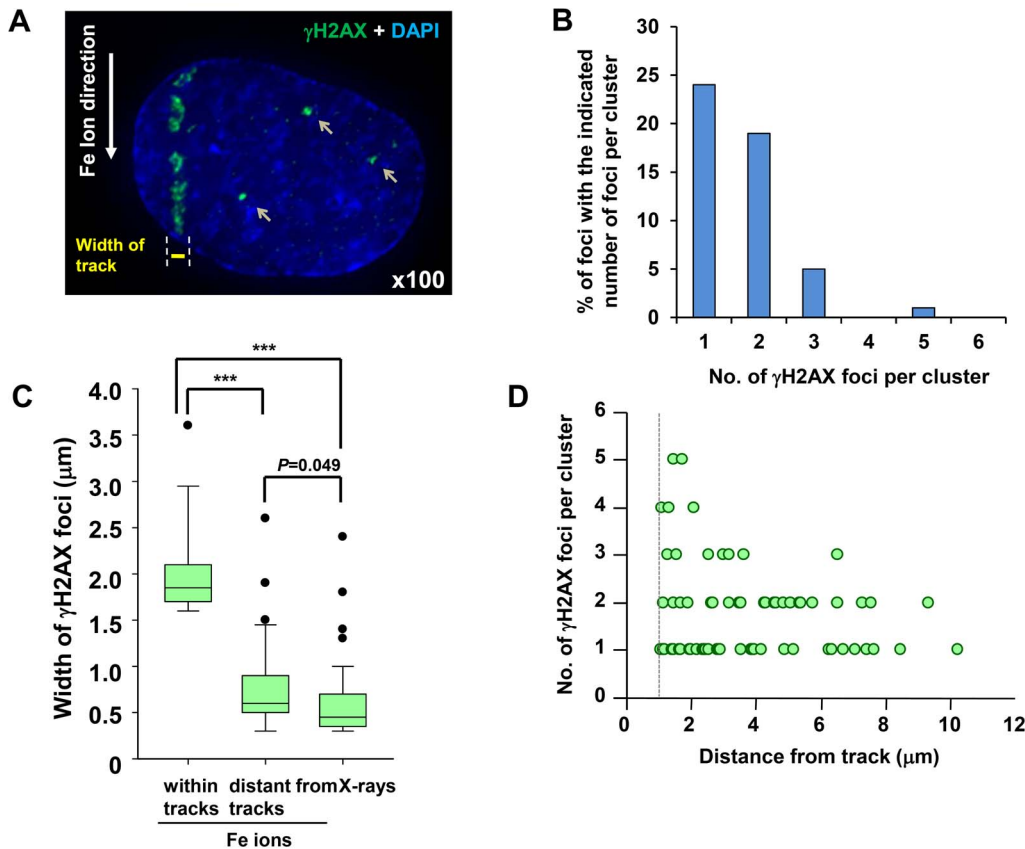 A
γH2AX + DAPI
Fe Ion direction
Width of
track
x100
B
% of foci with the indicated
number of foci per cluster
30
25
20
15
10
5
0
1 2 3 4 5 6
No. of γH2AX foci per cluster
C
Width of γH2AX foci (μm)
4.0
3.5
3.0
2.5
2.0
1.5
1.0
0.5
0
***
***
P=0.049
within distant from X-rays
tracks tracks
Fe ions
D
No. of γH2AX foci per cluster
6
5
4
3
2
1
0
0 2 4 6 8 10 12
Distance from track (μm)